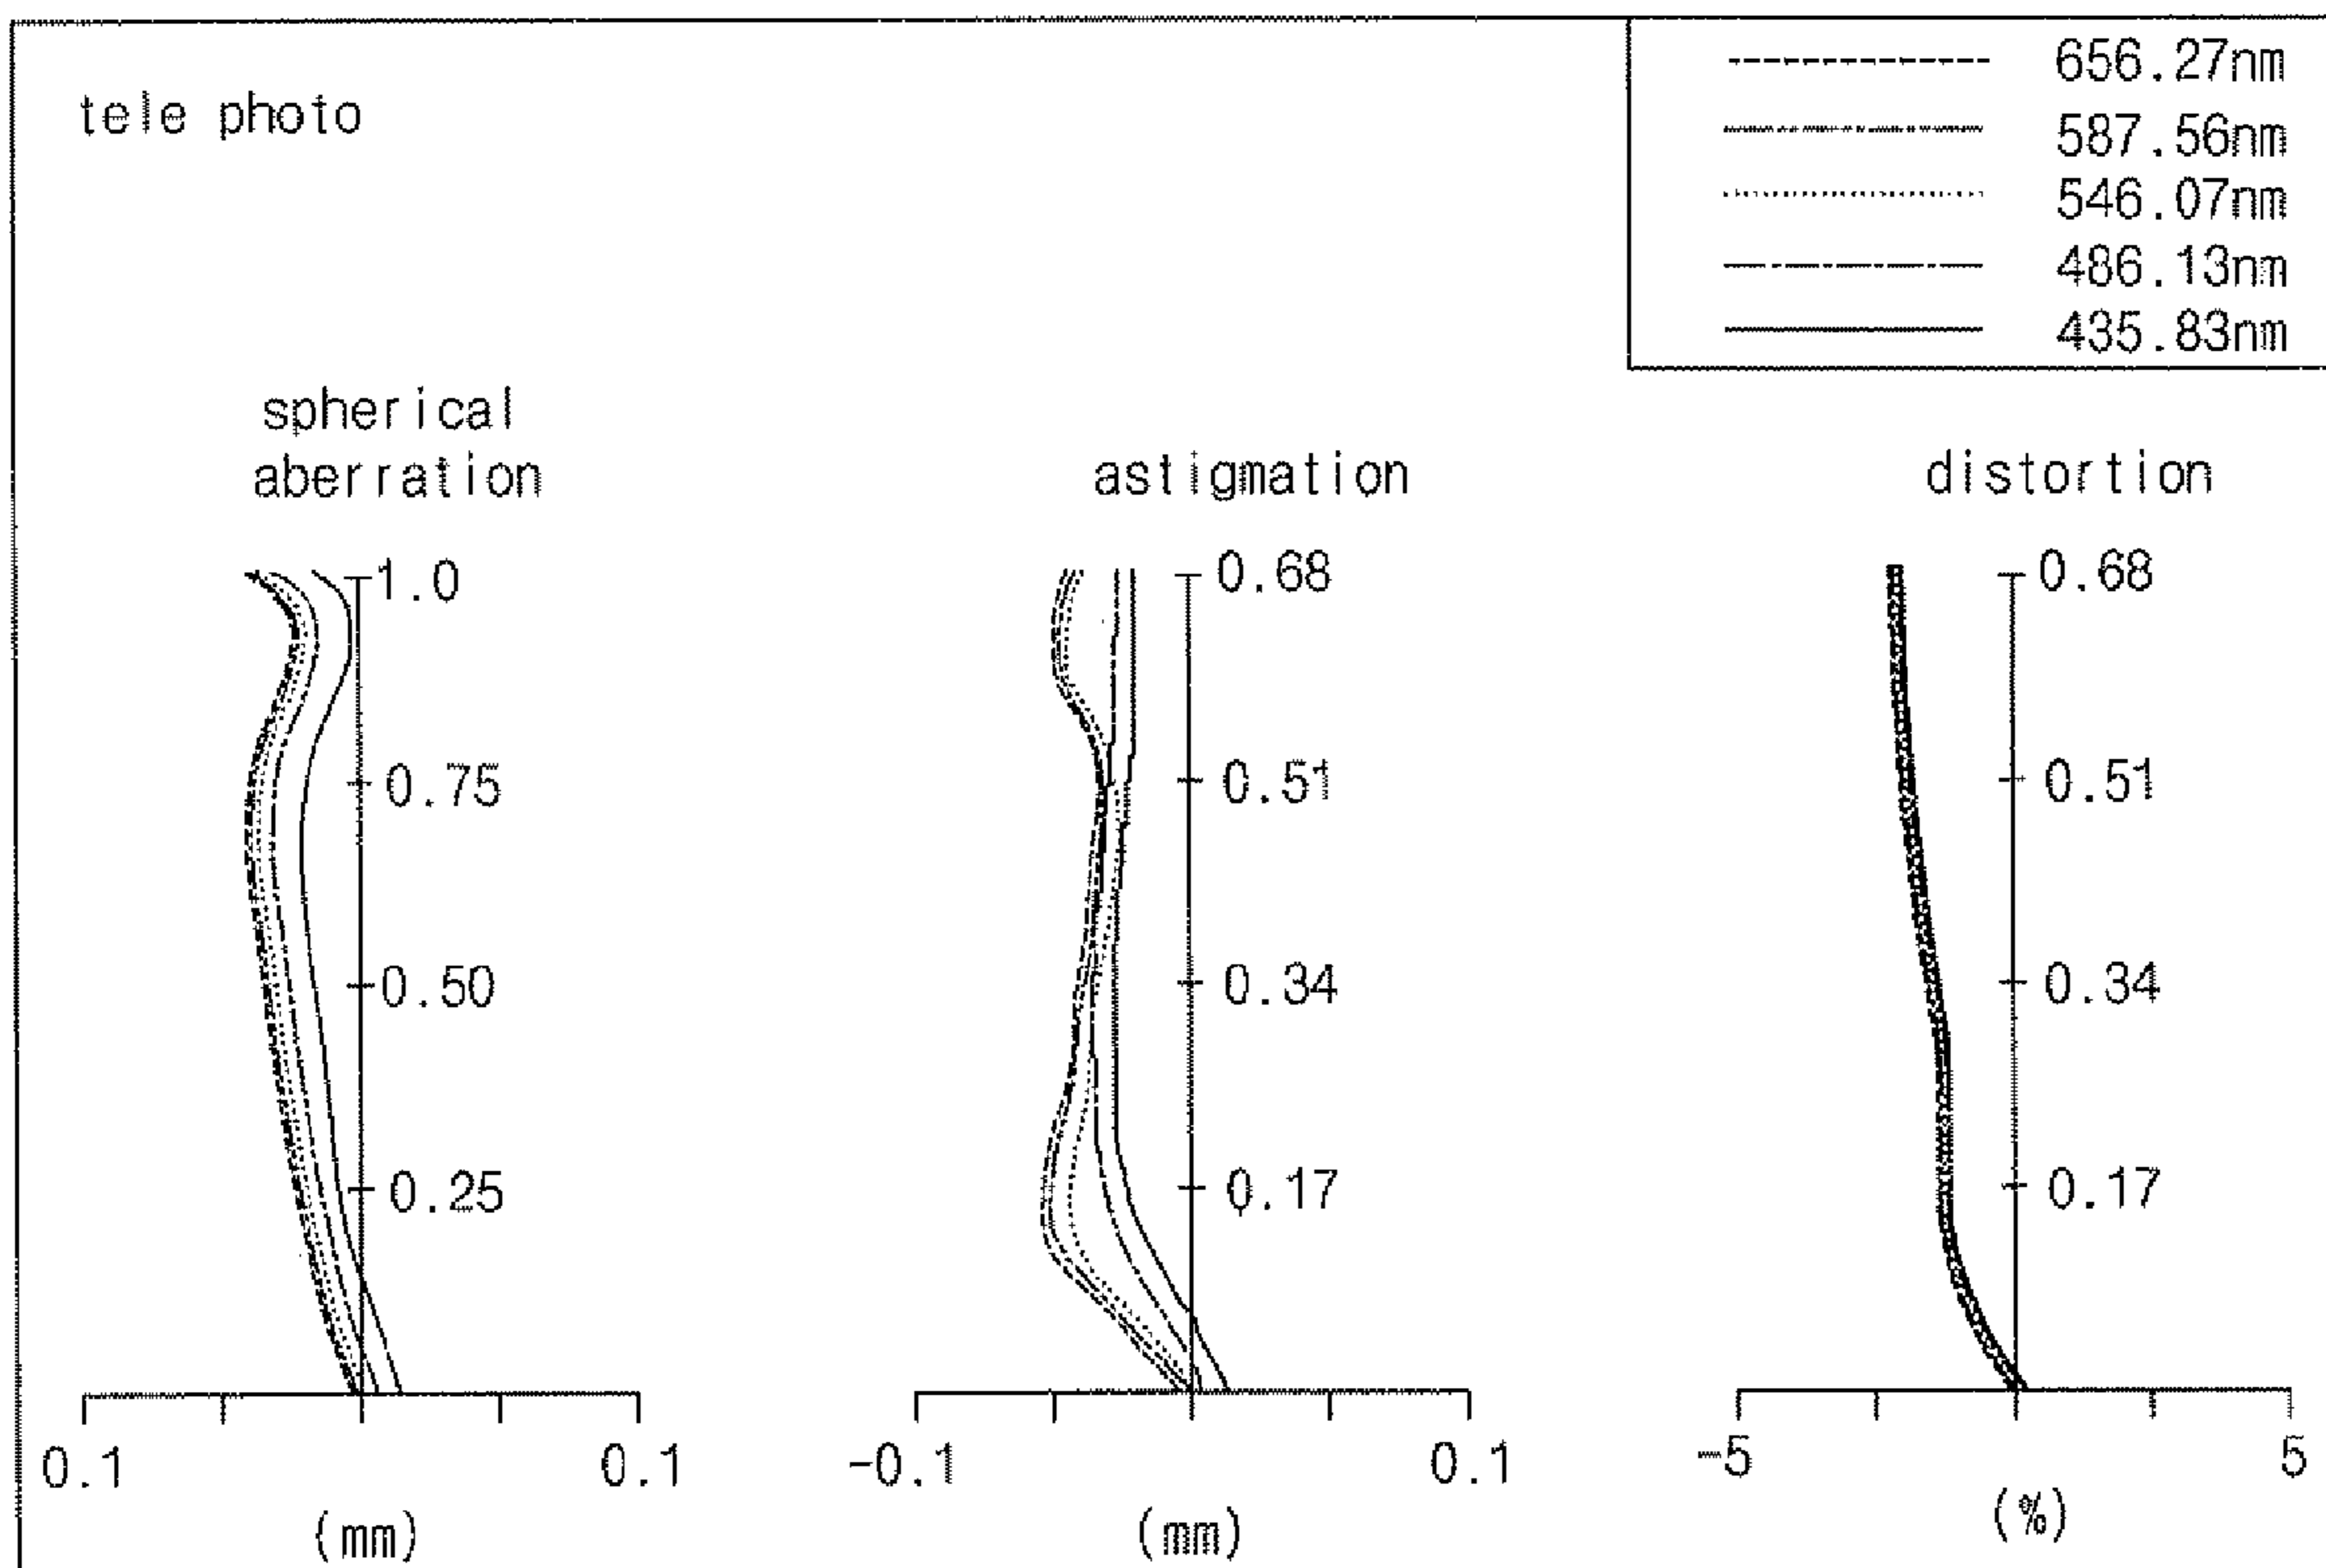 tele photo
656.27nm
587.56nm
546.07nm
486.13nm
435.83nm
spherical
aberration
1.0
0.75
0.50
0.25
0.1
0.1
(mm)
astigmation
0.68
0.51
0.34
0.17
-0.1
0.1
(mm)
distortion
0.68
0.51
0.34
0.17
-5
5
(%)